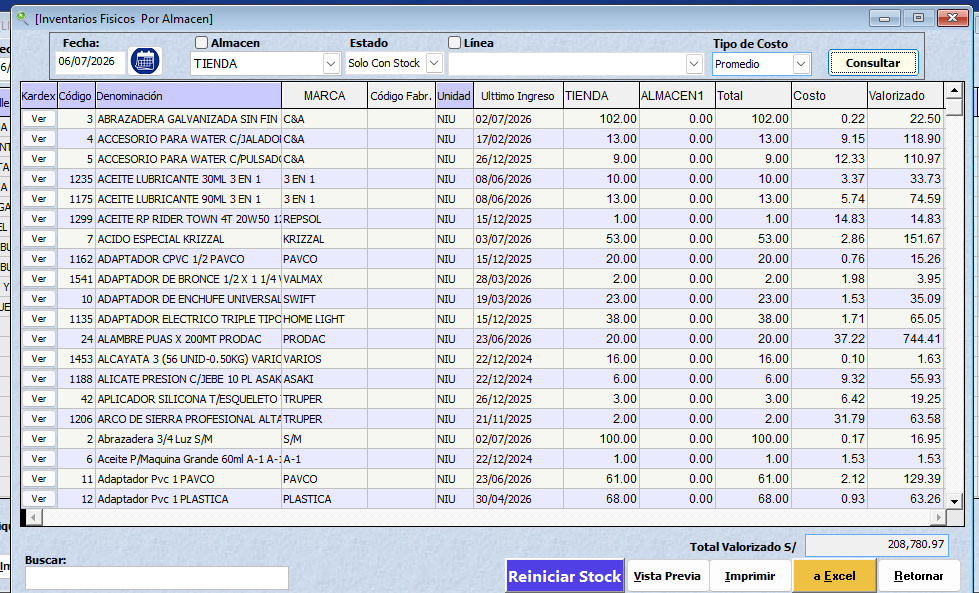 [Inventarios Fisicos Por Almacen]
Fecha: Almacen Estado Línea Tipo de Costo
06/07/2026 TIENDA Solo Con Stock Promedio Consultar
Kardex Código Denominación MARCA Código Fabr. Unidad Ulttimo Ingreso TIENDA ALMACEN1 Total Costo Valorizado
Ver 3 ABRAZADERA GALVANIZADA SIN FIN C&A NIU 02/07/2026 102.00 0.00 102.00 0.22 22.50
Ver 4 ACCESORIO PARA WATER C/JALADO C&A NIU 17/02/2026 13.00 0.00 13.00 9.15 118.90
Ver 5 ACCESORIO PARA WATER C/PULSADO C&A NIU 26/12/2025 9.00 0.00 9.00 12.33 110.97
Ver 1235 ACEITE LUBRICANTE 30ML 3 EN 1 3 EN 1 NIU 08/06/2026 10.00 0.00 10.00 3.37 33.73
Ver 1175 ACEITE LUBRICANTE 90ML 3 EN 1 3 EN 1 NIU 08/06/2026 13.00 0.00 13.00 5.74 74.59
Ver 1299 ACEITE RP RIDER TOWN 4T 20W50 12 REPSOL NIU 15/12/2025 1.00 0.00 1.00 14.83 14.83
Ver 7 ACIDO ESPECIAL KRIZZAL KRIZZAL NIU 03/07/2026 53.00 0.00 53.00 2.86 151.67
Ver 1162 ADAPTADOR CPVC 1/2 PAVCO PAVCO NIU 15/12/2025 20.00 0.00 20.00 0.76 15.26
Ver 1541 ADAPTADOR DE BRONCE 1/2 X 1 1/4 VALMAX NIU 28/03/2026 2.00 0.00 2.00 1.98 3.95
Ver 10 ADAPTADOR DE ENCHUFE UNIVERSAL SWIFT NIU 19/03/2026 23.00 0.00 23.00 1.53 35.09
Ver 1135 ADAPTADOR ELECTRICO TRIPLE TIPO HOME LIGHT NIU 15/12/2025 38.00 0.00 38.00 1.71 65.05
Ver 24 ALAMBRE PUAS X 200MT PRODAC PRODAC NIU 23/06/2026 20.00 0.00 20.00 37.22 744.41
Ver 1453 ALCAYATA 3 (56 UNID-0.50KG) VARIO VARIOS NIU 22/12/2024 16.00 0.00 16.00 0.10 1.63
Ver 1188 ALICATE PRESION C/JEBE 10 PL ASAK ASAKI NIU 22/12/2024 6.00 0.00 6.00 9.32 55.93
Ver 42 APLICADOR SILICONA T/ESQUELETO TRUPER NIU 26/12/2025 3.00 0.00 3.00 6.42 19.25
Ver 1206 ARCO DE SIERRA PROFESIONAL ALTA TRUPER NIU 21/11/2025 2.00 0.00 2.00 31.79 63.58
Ver 2 Abrazadera 3/4 Luz S/M S/M NIU 02/07/2026 100.00 0.00 100.00 0.17 16.95
Ver 6 Aceite P/Maquina Grande 60ml A-1 A-1 NIU 22/12/2024 1.00 0.00 1.00 1.53 1.53
Ver 11 Adaptador Pvc 1 PAVCO PAVCO NIU 23/06/2026 61.00 0.00 61.00 2.12 129.39
Ver 12 Adaptador Pvc 1 PLASTICA PLASTICA NIU 30/04/2026 68.00 0.00 68.00 0.93 63.26
Total Valorizado S/ 208,780.97
Buscar:
Reiniciar Stock Vista Previa Imprimir a Excel Retornar